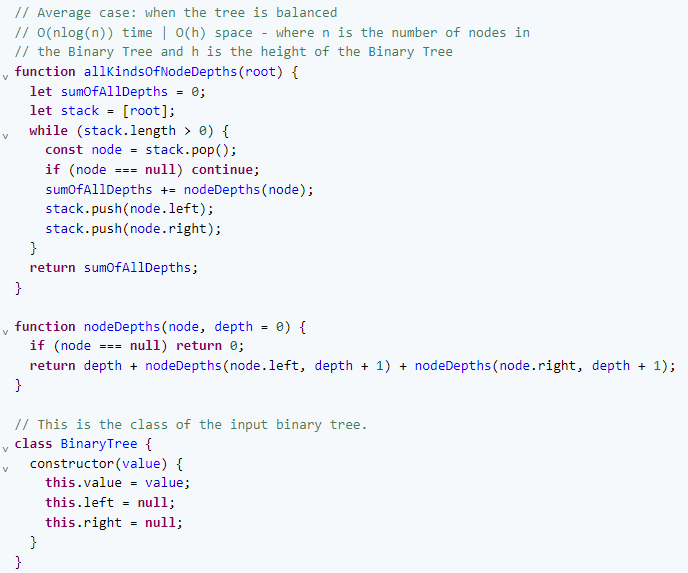 // Average case: when the tree is balanced
// O(nlog(n)) time | O(h) space - where n is the number of nodes in
// the Binary Tree and h is the height of the Binary Tree
function allKindsOfNodeDepths(root) {
  let sumOfAllDepths = 0;
  let stack = [root];
  while (stack.length > 0) {
    const node = stack.pop();
    if (node === null) continue;
    sumOfAllDepths += nodeDepths(node);
    stack.push(node.left);
    stack.push(node.right);
  }
  return sumOfAllDepths;
}

function nodeDepths(node, depth = 0) {
  if (node === null) return 0;
  return depth + nodeDepths(node.left, depth + 1) + nodeDepths(node.right, depth + 1);
}

// This is the class of the input binary tree.
class BinaryTree {
  constructor(value) {
    this.value = value;
    this.left = null;
    this.right = null;
  }
}